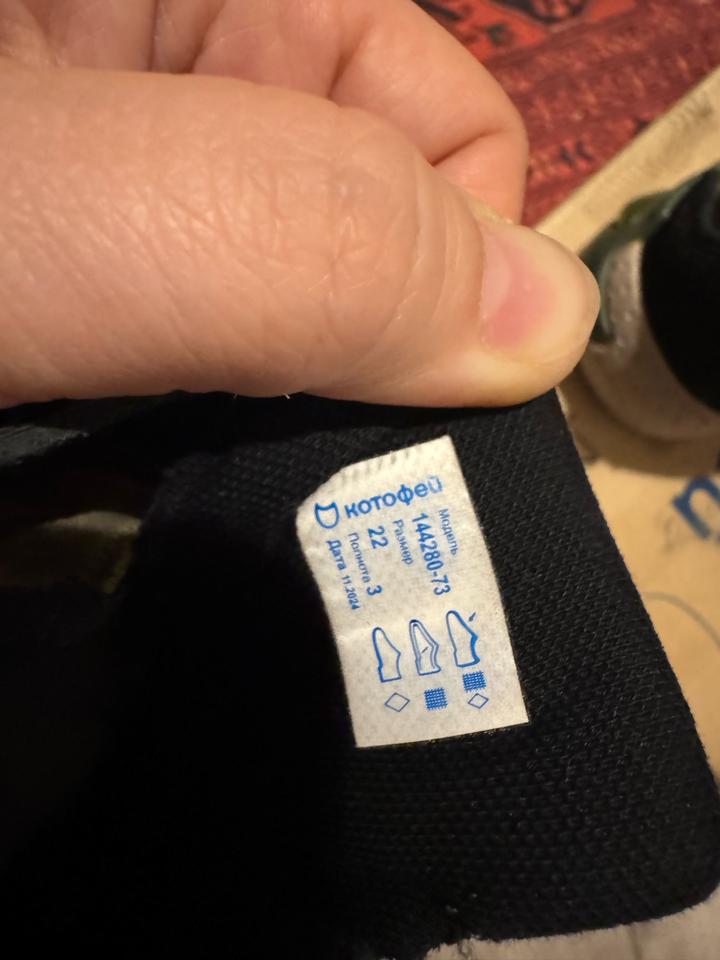 котофей
Модель
144280-73
Размер
22
Полнота 3
Дата 11.2024